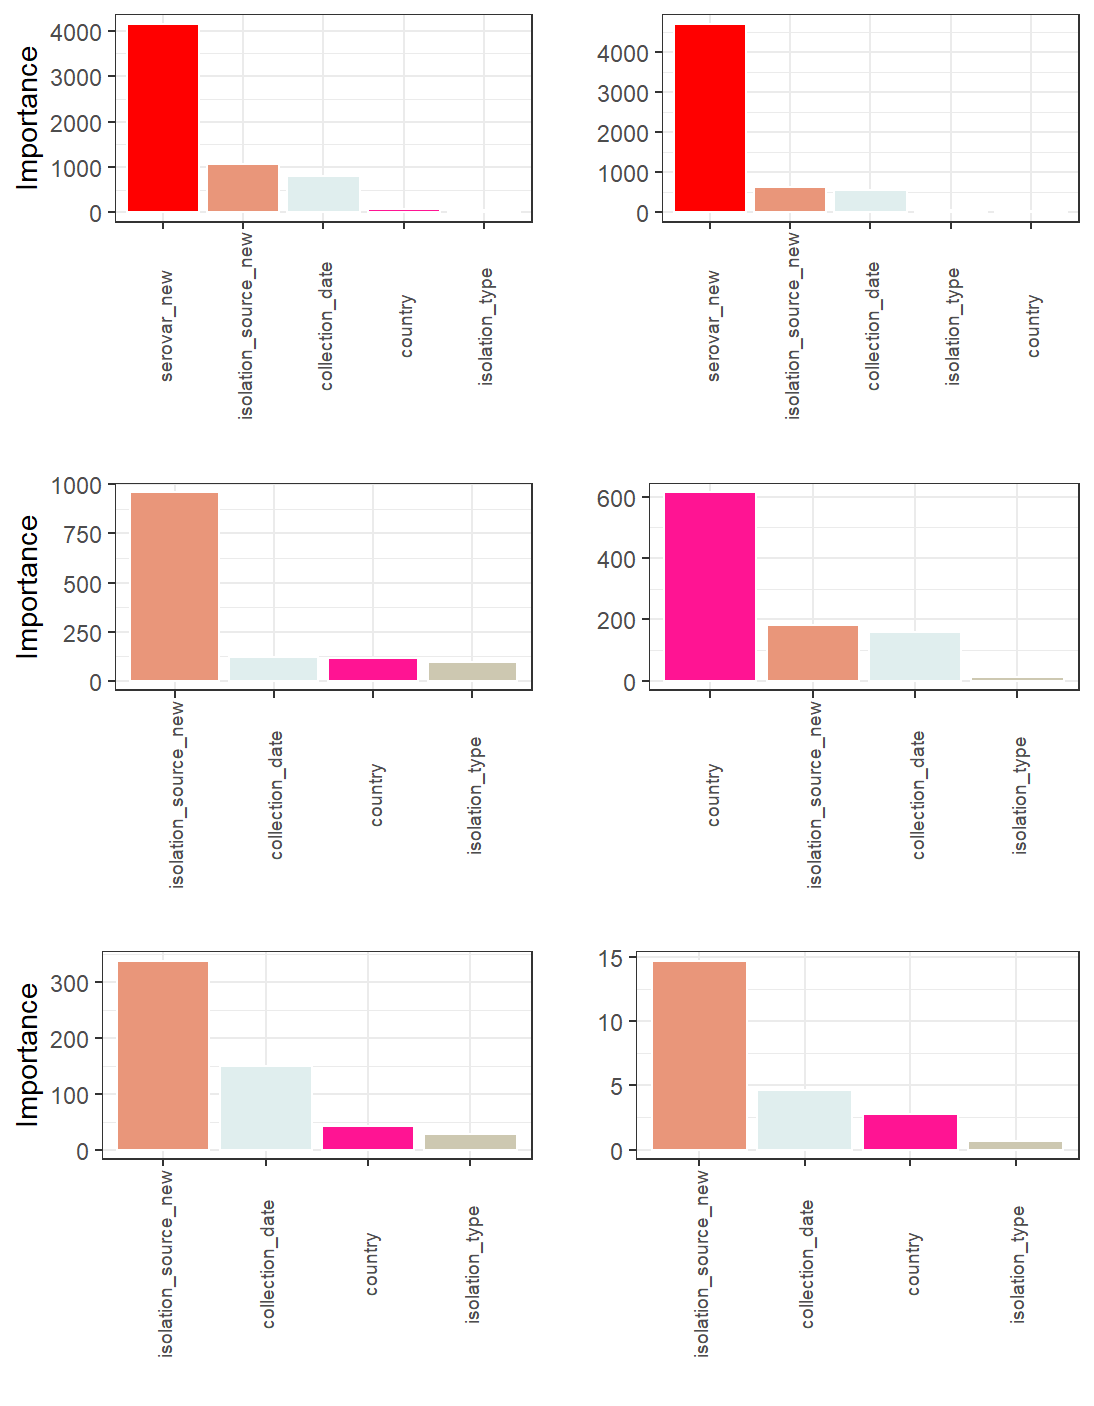 Importance
4000
3000
2000
1000
0
serovar_new
isolation_source_new
collection_date
country
isolation_type
4000
3000
2000
1000
0
serovar_new
isolation_source_new
collection_date
isolation_type
country
Importance
1000
750
500
250
0
isolation_source_new
collection_date
country
isolation_type
600
400
200
0
country
isolation_source_new
collection_date
isolation_type
Importance
300
200
100
0
isolation_source_new
collection_date
country
isolation_type
15
10
5
0
isolation_source_new
collection_date
country
isolation_type